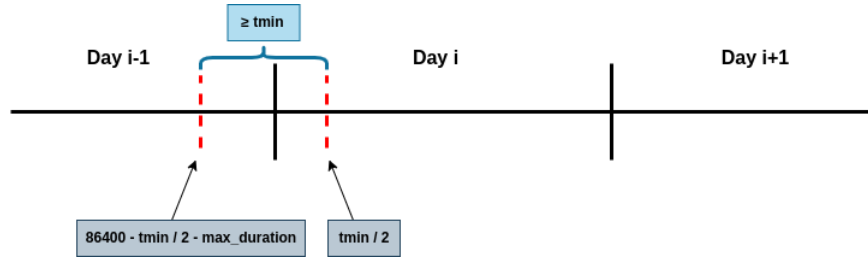 ≥ tmin
Day i-1
Day i
Day i+1
86400 - tmin / 2 - max_duration
tmin / 2